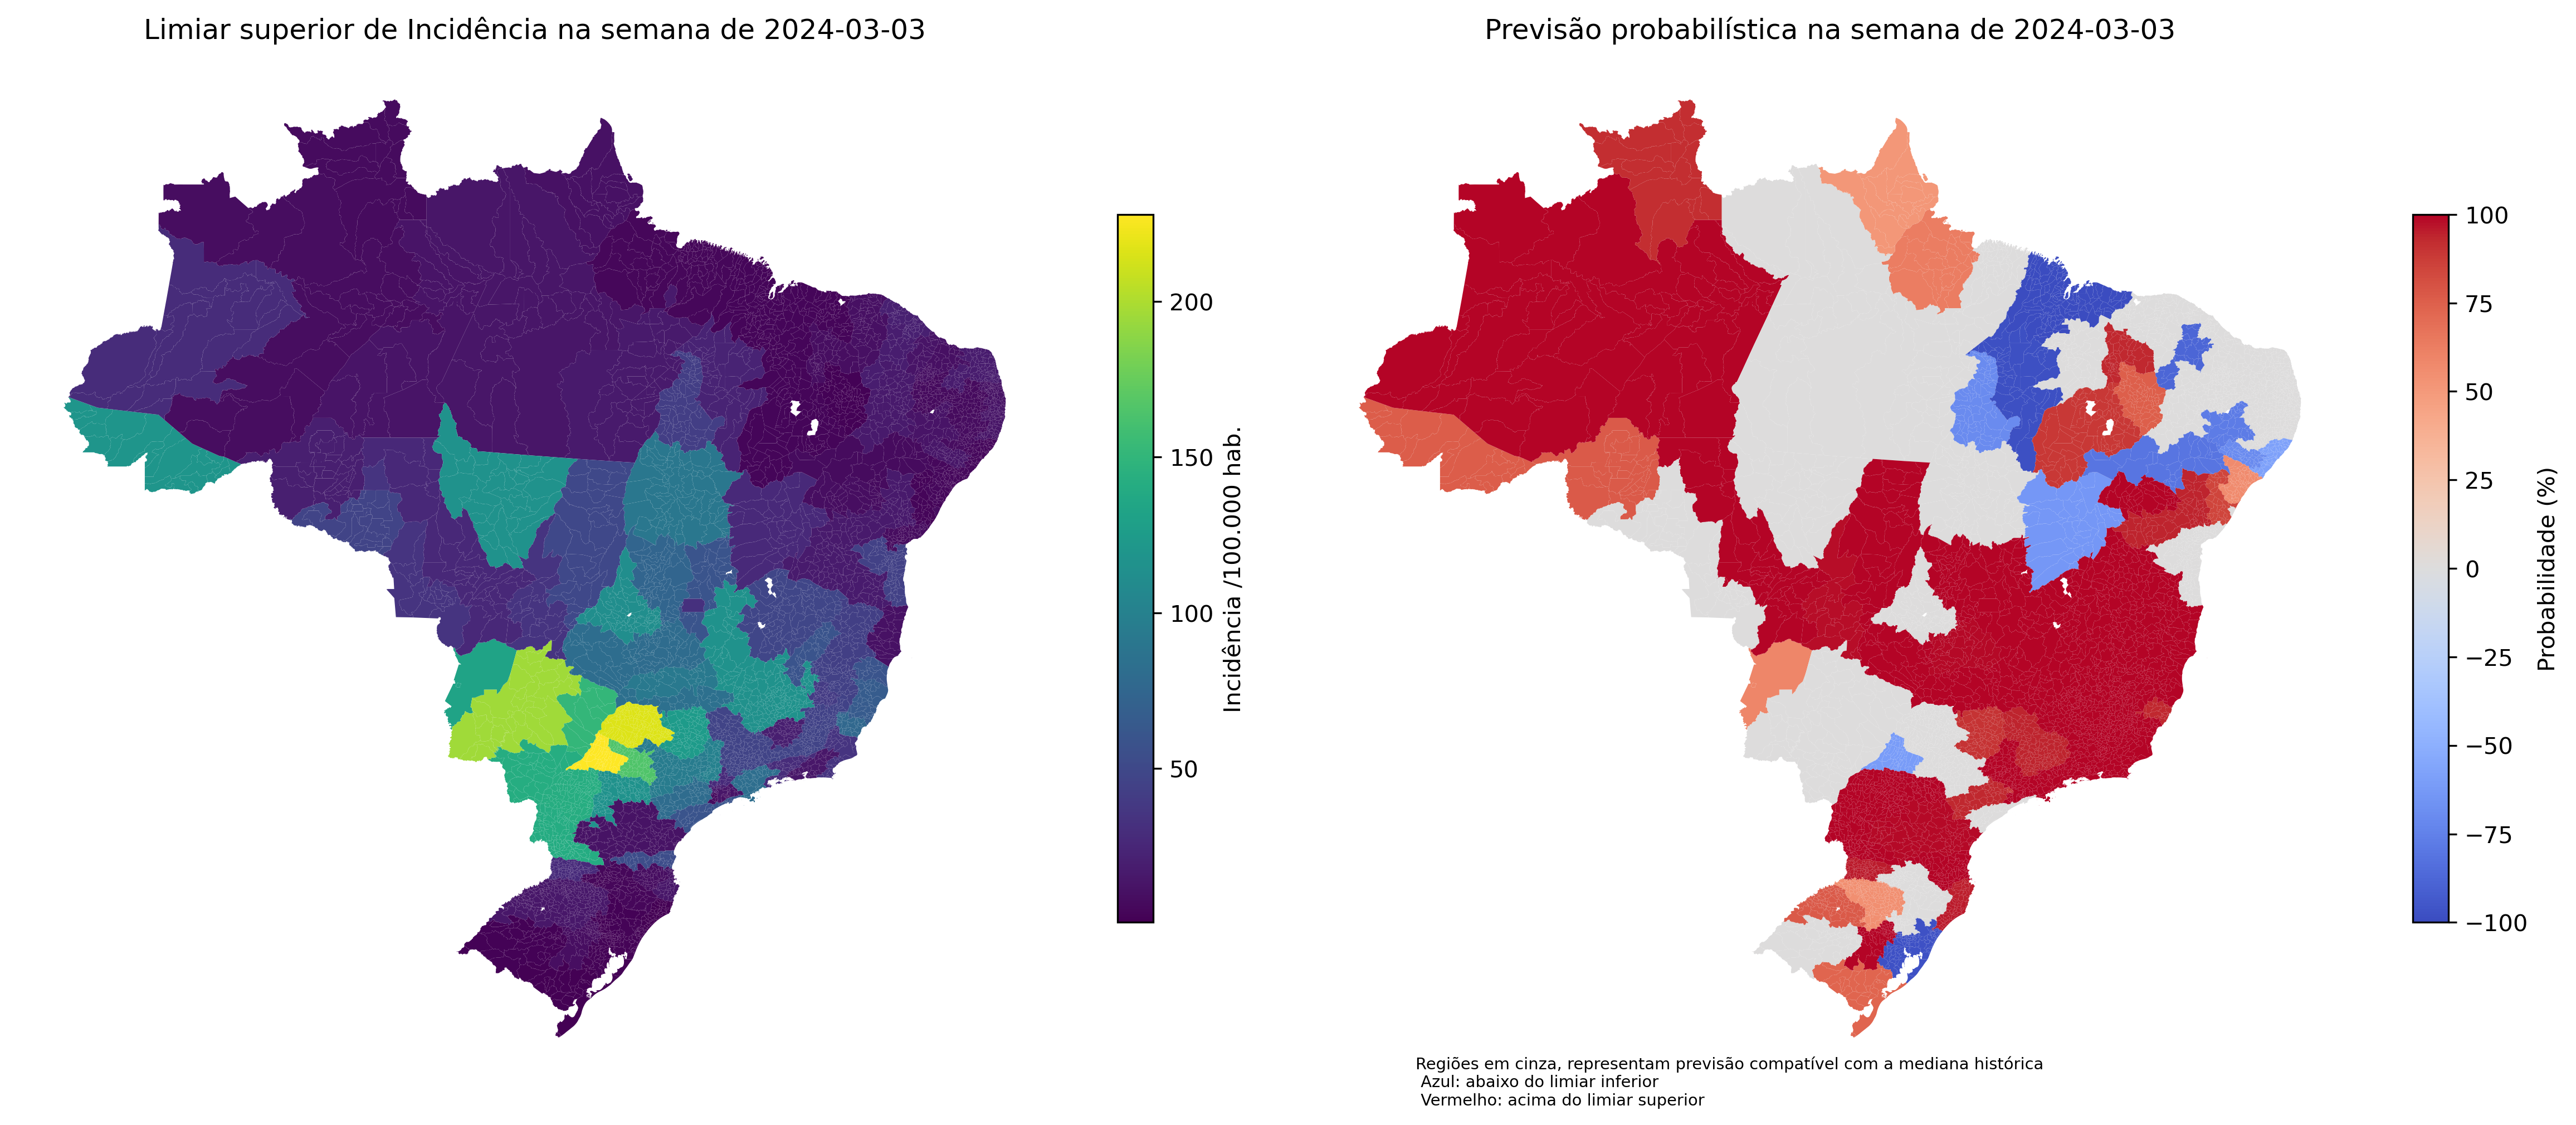 Limiar superior de Incidência na semana de 2024-03-03
200
150
100
50
Incidência /100.000 hab.
Previsão probabilística na semana de 2024-03-03
100
75
50
25
0
−25
−50
−75
−100
Probabilidade (%)
Regiões em cinza, representam previsão compatível com a mediana histórica
Azul: abaixo do limiar inferior
Vermelho: acima do limiar superior